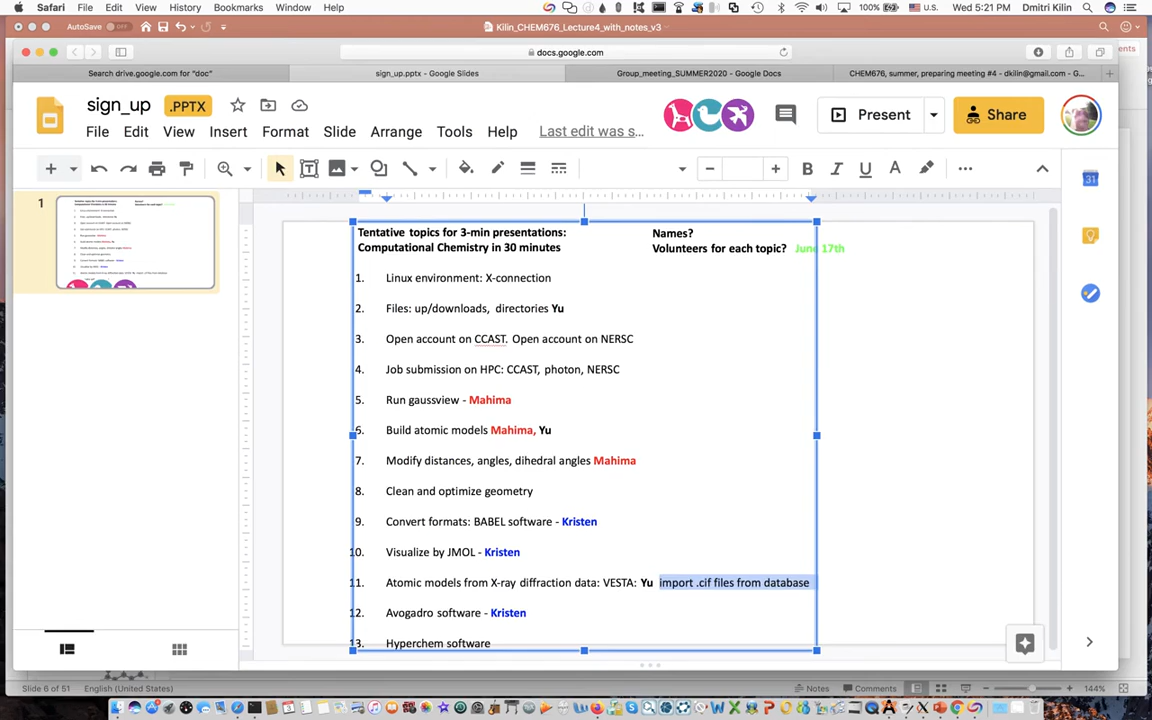 Safari File Edit View History Bookmarks Window Help 100% U.S. Wed 5:21 PM Dmitri Kilin
AutoSave OFF Kilin_CHEM676_Lecture4_with_notes_v3
docs.google.com
Search drive.google.com for "doc" sign_up.pptx - Google Slides Group_meeting_SUMMER2020 - Google Docs CHEM676, summer, preparing meeting #4 - dkilin@gmail.com - G...
sign_up .PPTX
File Edit View Insert Format Slide Arrange Tools Help Last edit was s...
Present Share
B I U A
31
1
Tentative topics for 3-min presentations:
Computational Chemistry in 30 minutes
Names?
Volunteers for each topic? June 17th
1. Linux environment: X-connection
2. Files: up/downloads, directories Yu
3. Open account on CCAST. Open account on NERSC
4. Job submission on HPC: CCAST, photon, NERSC
5. Run gaussview - Mahima
6. Build atomic models Mahima, Yu
7. Modify distances, angles, dihedral angles Mahima
8. Clean and optimize geometry
9. Convert formats: BABEL software - Kristen
10. Visualize by JMOL - Kristen
11. Atomic models from X-ray diffraction data: VESTA: Yu import .cif files from database
12. Avogadro software - Kristen
13. Hyperchem software
Slide 6 of 51 English (United States) Notes Comments 144%